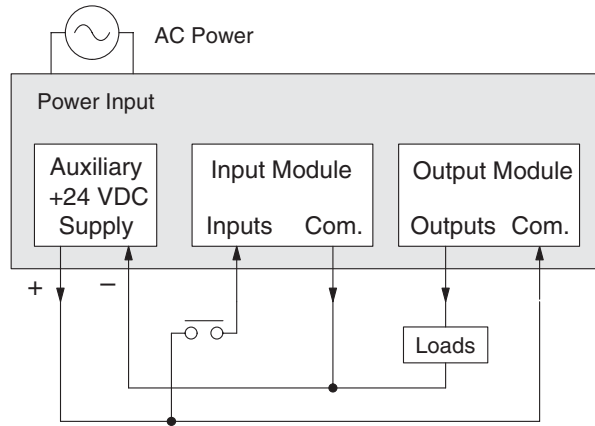 AC Power
Power Input
Auxiliary
+24 VDC
Supply
Input Module
Inputs Com.
Output Module
Outputs Com.
+ –
Loads